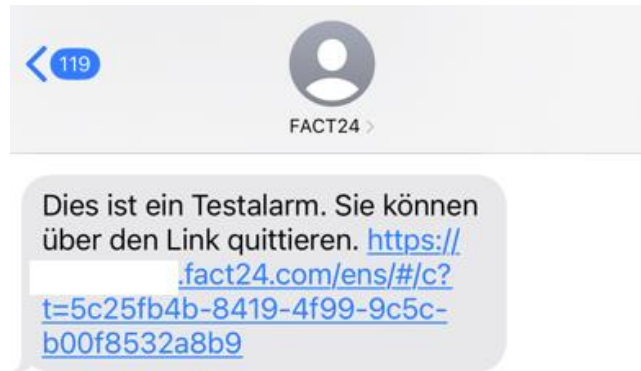 119
FACT24
Dies ist ein Testalarm. Sie können
über den Link quittieren. https://
.fact24.com/ens/#/c?
t=5c25fb4b-8419-4f99-9c5c-
b00f8532a8b9